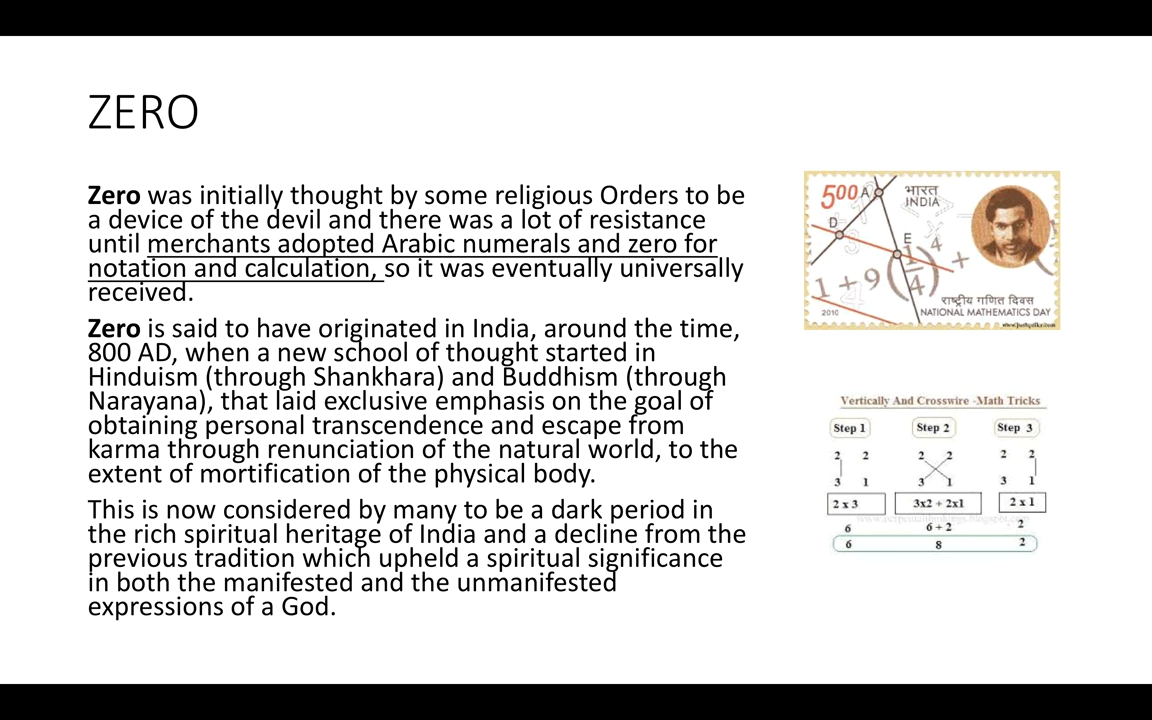 ZERO
Zero was initially thought by some religious Orders to be
a device of the devil and there was a lot of resistance
until merchants adopted Arabic numerals and zero for
notation and calculation, so it was eventually universally
received.
Zero is said to have originated in India, around the time,
800 AD, when a new school of thought started in
Hinduism (through Shankhara) and Buddhism (through
Narayana), that laid exclusive emphasis on the goal of
obtaining personal transcendence and escape from
karma through renunciation of the natural world, to the
extent of mortification of the physical body.
This is now considered by many to be a dark period in
the rich spiritual heritage of India and a decline from the
previous tradition which upheld a spiritual significance
in both the manifested and the unmanifested
expressions of a God.
500 A भारत
INDIA
D
E
1 + 9 (1/4)^4 +
राष्ट्रीय गणित दिवस
2010 NATIONAL MATHEMATICS DAY
Vertically And Crosswire -Math Tricks
Step 1 Step 2 Step 3
2 2 2 2 2 2
3 1 3 1 3 1
2 x 3 3x2 + 2x1 2 x 1
6 6 + 2 2
6 8 2